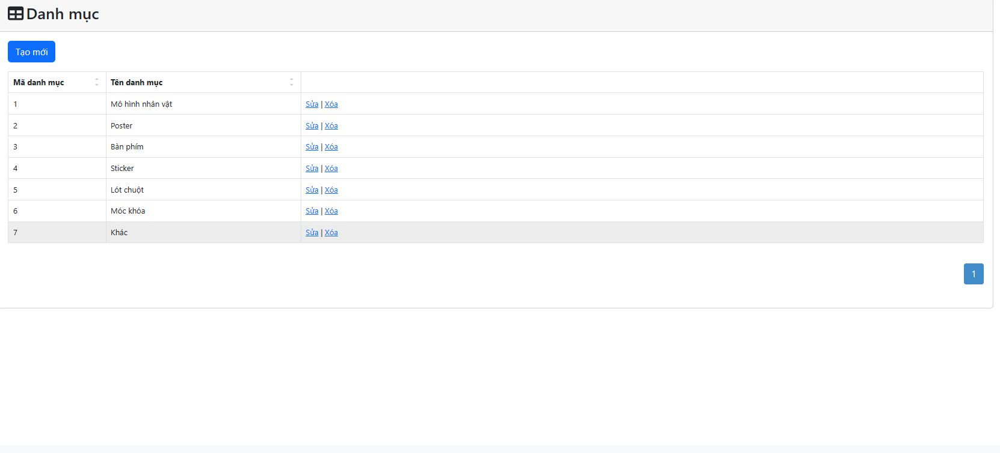 Danh mục
Tạo mới
Mã danh mục Tên danh mục
1 Mô hình nhân vật Sửa | Xóa
2 Poster Sửa | Xóa
3 Bàn phím Sửa | Xóa
4 Sticker Sửa | Xóa
5 Lót chuột Sửa | Xóa
6 Móc khóa Sửa | Xóa
7 Khác Sửa | Xóa
1